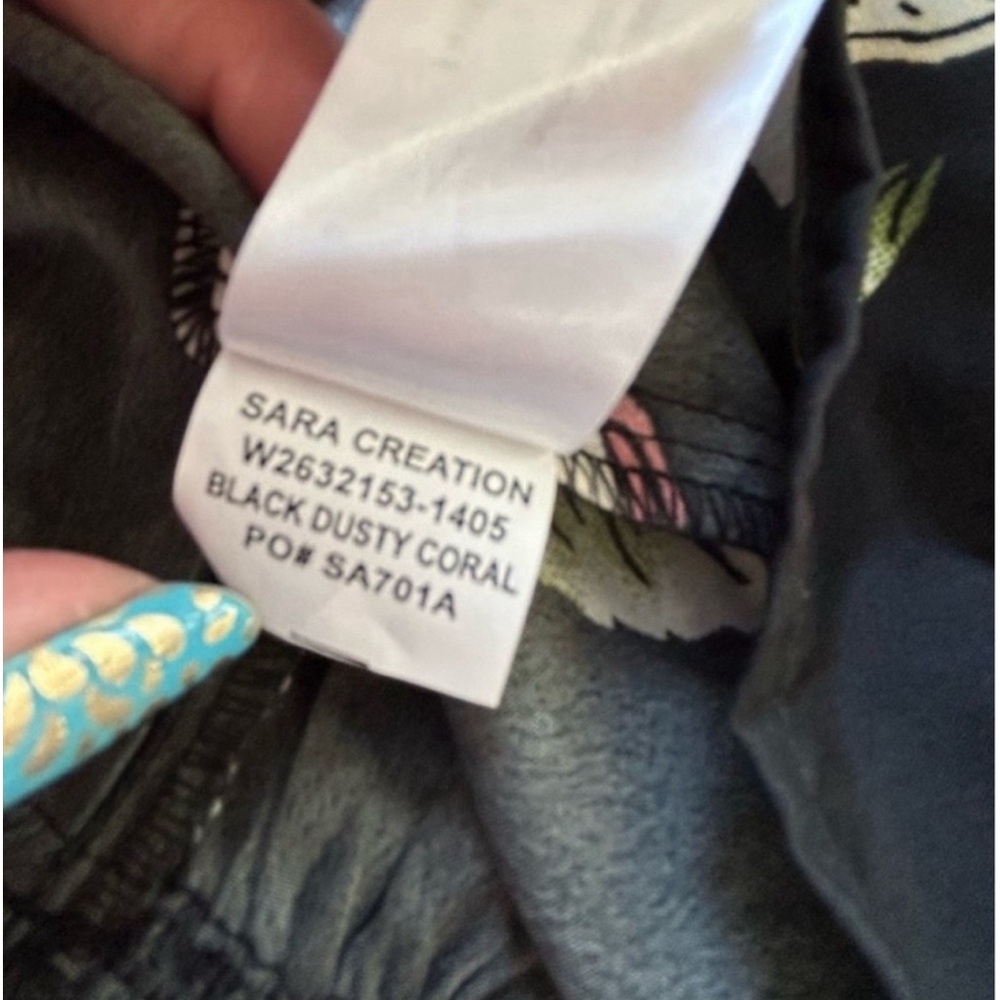 SARA CREATION
W2632153-1405
BLACK DUSTY CORAL
PO# SA701A